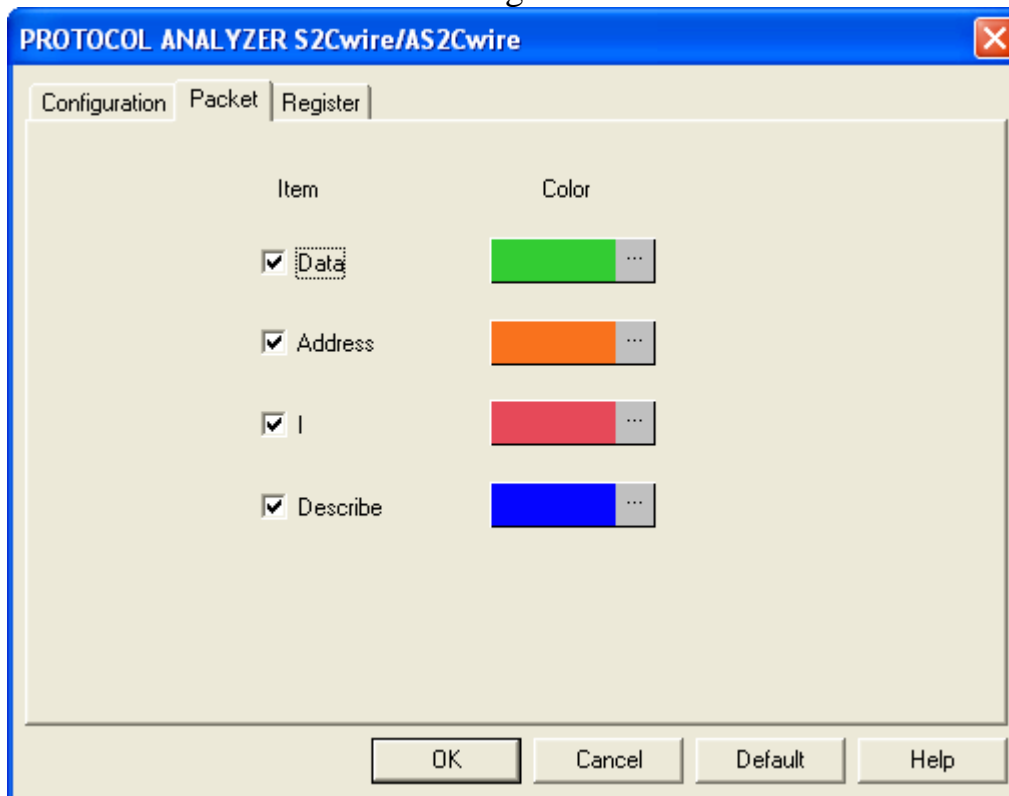 PROTOCOL ANALYZER S2Cwire/AS2Cwire
Configuration Packet Register
Item Color
Data ...
Address ...
I ...
Describe ...
OK Cancel Default Help